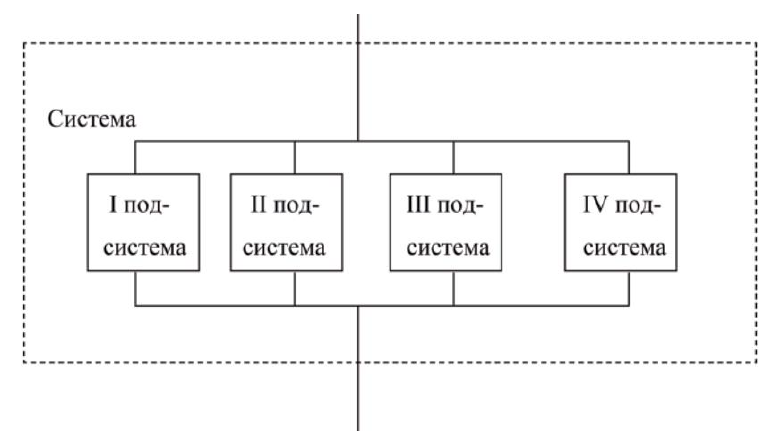 Система
I под-
система
II под-
система
III под-
система
IV под-
система